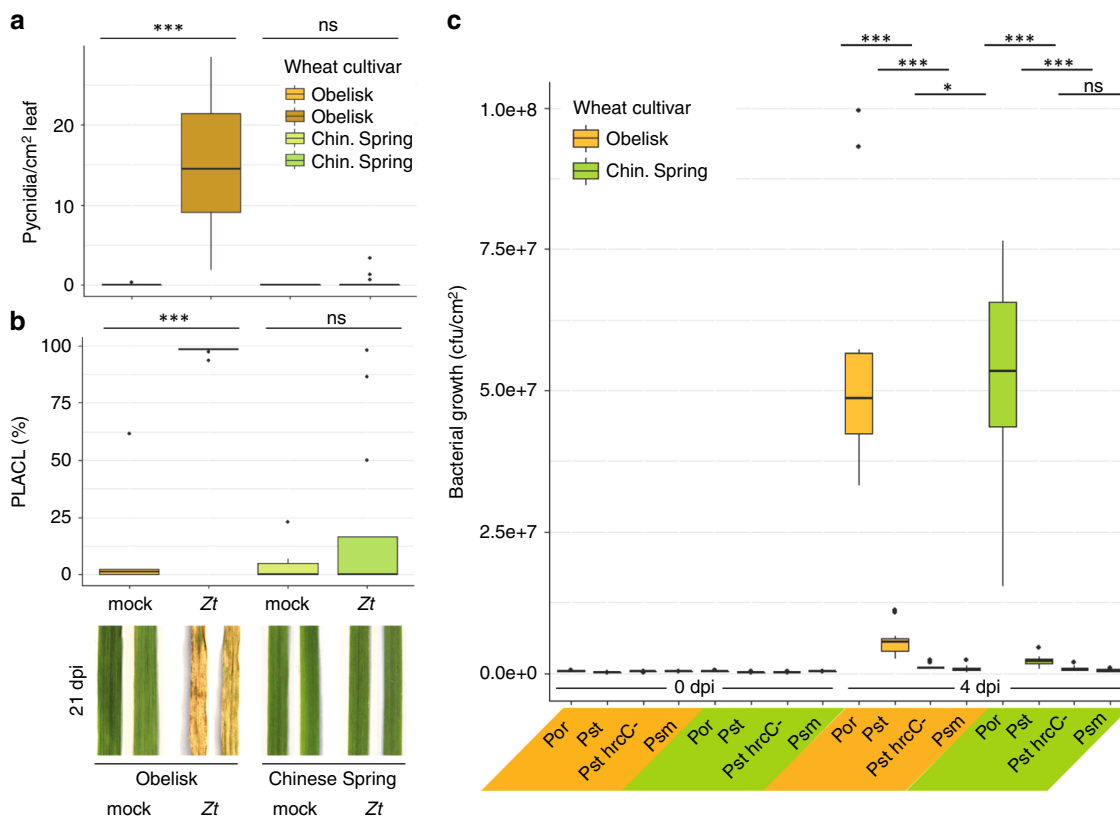 a
***
ns
Pycnidia/cm² leaf
20
10
0
Wheat cultivar
Obelisk
Obelisk
Chin. Spring
Chin. Spring
b
***
ns
PLACL (%)
100
75
50
25
0
mock
Zt
mock
Zt
21 dpi
Obelisk
Chinese Spring
mock
Zt
mock
Zt
c
***
***
***
***
*
ns
Bacterial growth (cfu/cm²)
1.0e+8
7.5e+7
5.0e+7
2.5e+7
0.0e+0
Wheat cultivar
Obelisk
Chin. Spring
0 dpi
4 dpi
Por
Pst
Pst hrcC-
Psm
Por
Pst
Pst hrcC-
Psm
Por
Pst
Pst hrcC-
Psm
Por
Pst
Pst hrcC-
Psm